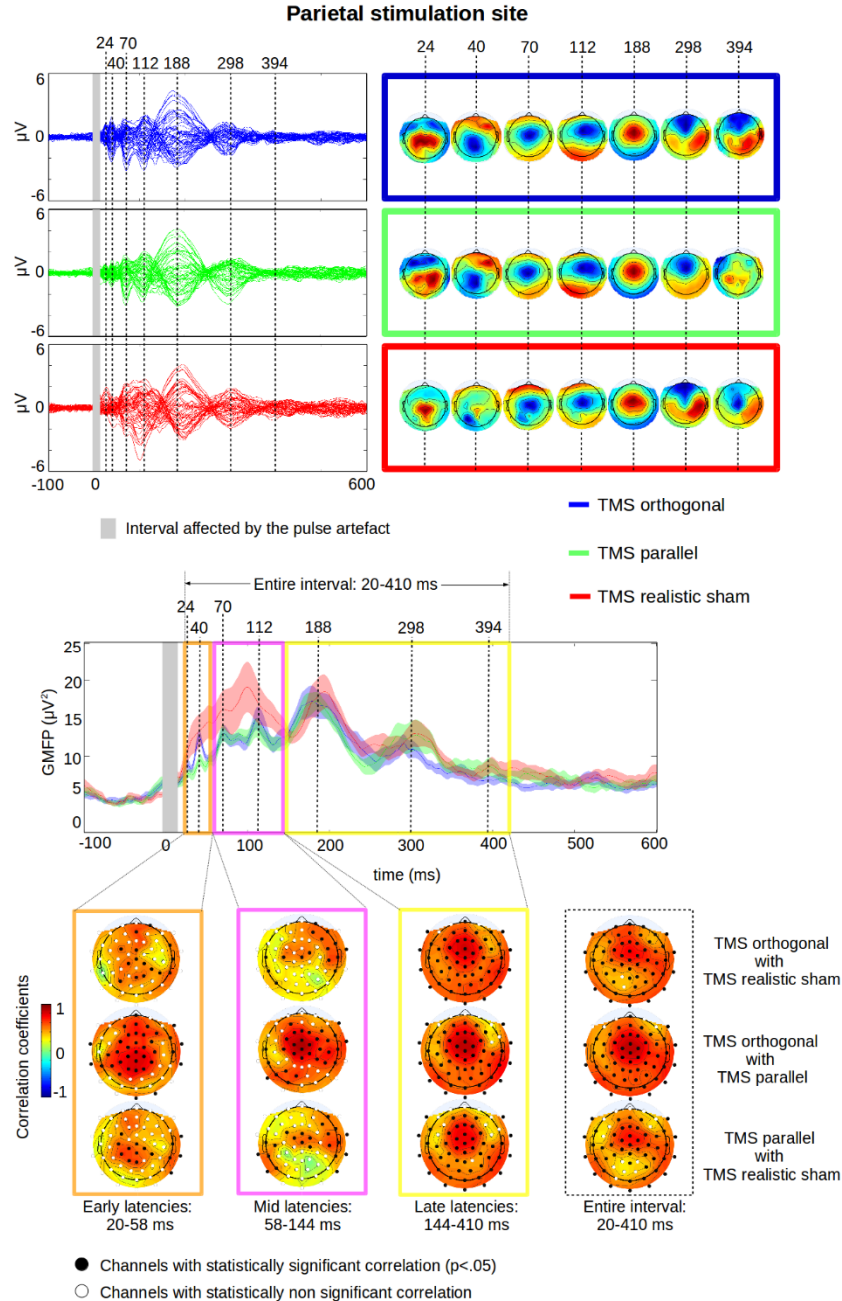 Parietal stimulation site
24 70
40 112 188 298 394
24 40 70 112 188 298 394
6
µV
0
-6
6
µV
0
-6
6
µV
0
-6
-100 0 600
Interval affected by the pulse artefact
TMS orthogonal
TMS parallel
TMS realistic sham
Entire interval: 20-410 ms
24 70
40 112 188 298 394
25
20
15
10
5
0
GMFP (µV²)
-100 0 100 200 300 400 500 600
time (ms)
Correlation coefficients
1
0
-1
TMS orthogonal
with
TMS realistic sham
TMS orthogonal
with
TMS parallel
TMS parallel
with
TMS realistic sham
Early latencies:
20-58 ms
Mid latencies:
58-144 ms
Late latencies:
144-410 ms
Entire interval:
20-410 ms
Channels with statistically significant correlation (p<.05)
Channels with statistically non significant correlation